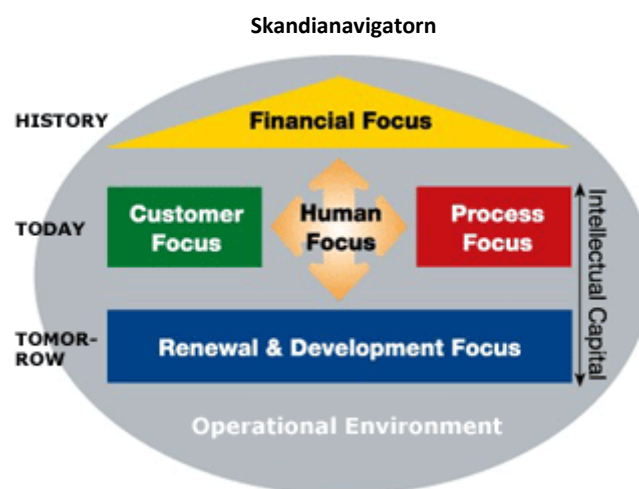 Skandianavigatorn
HISTORY
Financial Focus
TODAY
Customer
Focus
Human
Focus
Process
Focus
Intellectual Capital
TOMOR-
ROW
Renewal & Development Focus
Operational Environment